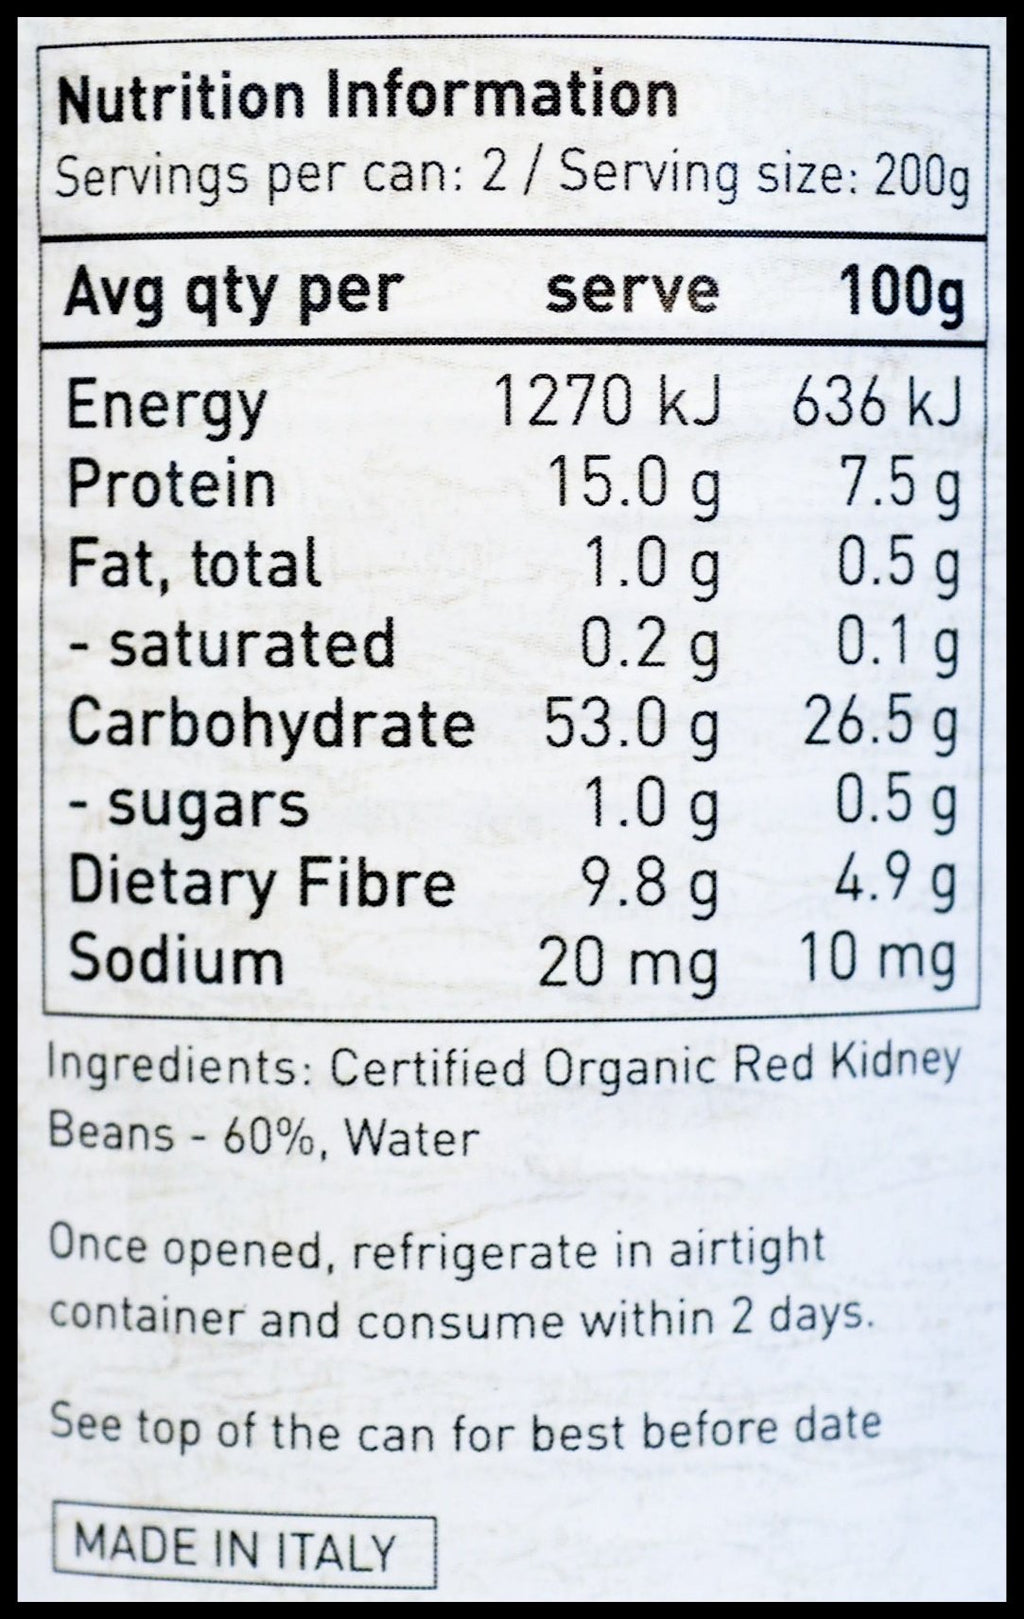 Nutrition Information
Servings per can: 2 / Serving size: 200g
Avg qty per serve 100g
Energy 1270 kJ 636 kJ
Protein 15.0 g 7.5 g
Fat, total 1.0 g 0.5 g
- saturated 0.2 g 0.1 g
Carbohydrate 53.0 g 26.5 g
- sugars 1.0 g 0.5 g
Dietary Fibre 9.8 g 4.9 g
Sodium 20 mg 10 mg
Ingredients: Certified Organic Red Kidney
Beans - 60%, Water
Once opened, refrigerate in airtight
container and consume within 2 days.
See top of the can for best before date
MADE IN ITALY